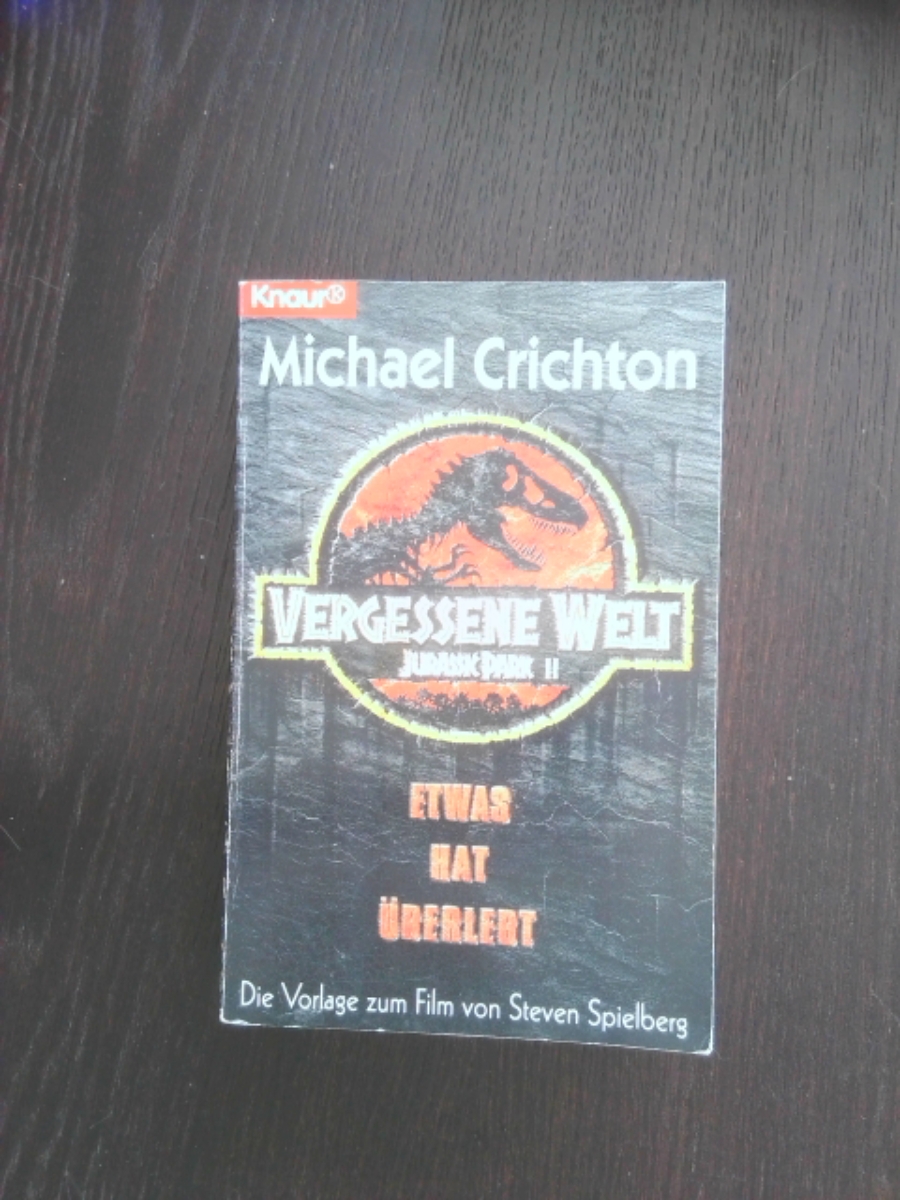 Knaur®
Michael Crichton
VERGESSENE WELT
JURASSIC PARK II
ETWAS
HAT
ÜBERLEBT
Die Vorlage zum Film von Steven Spielberg